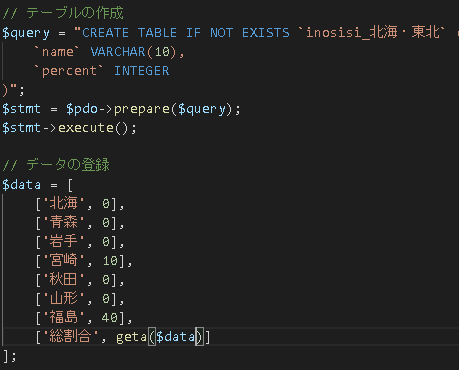 // テーブルの作成
$query = "CREATE TABLE IF NOT EXISTS `inosisi_北海・東北` (
    `name` VARCHAR(10),
    `percent` INTEGER
)";
$stmt = $pdo->prepare($query);
$stmt->execute();
// データの登録
$data = [
    ['北海', 0],
    ['青森', 0],
    ['岩手', 0],
    ['宮崎', 10],
    ['秋田', 0],
    ['山形', 0],
    ['福島', 40],
    ['総割合', geta($data)]
];